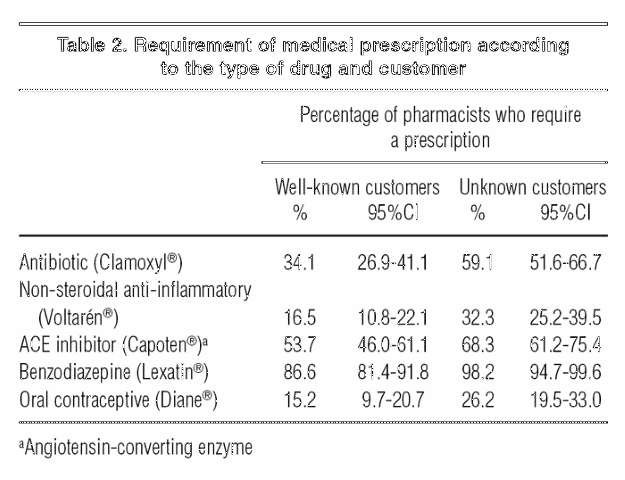 Table 2. Requirement of medical prescription according
to the type of drug and customer
Percentage of pharmacists who require
a prescription
Well-known customers Unknown customers
% 95%CI % 95%CI
Antibiotic (Clamoxyl®) 34.1 26.9-41.1 59.1 51.6-66.7
Non-steroidal anti-inflammatory
(Voltarén®) 16.5 10.8-22.1 32.3 25.2-39.5
ACE inhibitor (Capoten®)ᵃ 53.7 46.0-61.1 68.3 61.2-75.4
Benzodiazepine (Lexatin®) 86.6 81.4-91.8 98.2 94.7-99.6
Oral contraceptive (Diane®) 15.2 9.7-20.7 26.2 19.5-33.0
ᵃAngiotensin-converting enzyme